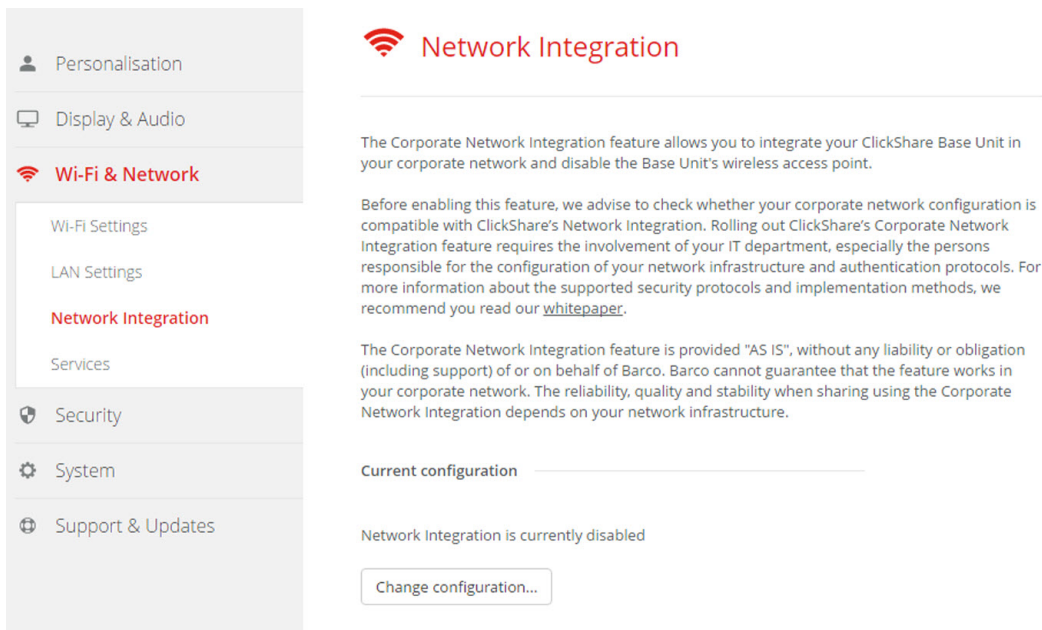 Personalisation
Display & Audio
Wi-Fi & Network
Wi-Fi Settings
LAN Settings
Network Integration
Services
Security
System
Support & Updates
Network Integration
The Corporate Network Integration feature allows you to integrate your ClickShare Base Unit in
your corporate network and disable the Base Unit's wireless access point.
Before enabling this feature, we advise to check whether your corporate network configuration is
compatible with ClickShare's Network Integration. Rolling out ClickShare's Corporate Network
Integration feature requires the involvement of your IT department, especially the persons
responsible for the configuration of your network infrastructure and authentication protocols. For
more information about the supported security protocols and implementation methods, we
recommend you read our whitepaper.
The Corporate Network Integration feature is provided "AS IS", without any liability or obligation
(including support) of or on behalf of Barco. Barco cannot guarantee that the feature works in
your corporate network. The reliability, quality and stability when sharing using the Corporate
Network Integration depends on your network infrastructure.
Current configuration
Network Integration is currently disabled
Change configuration...